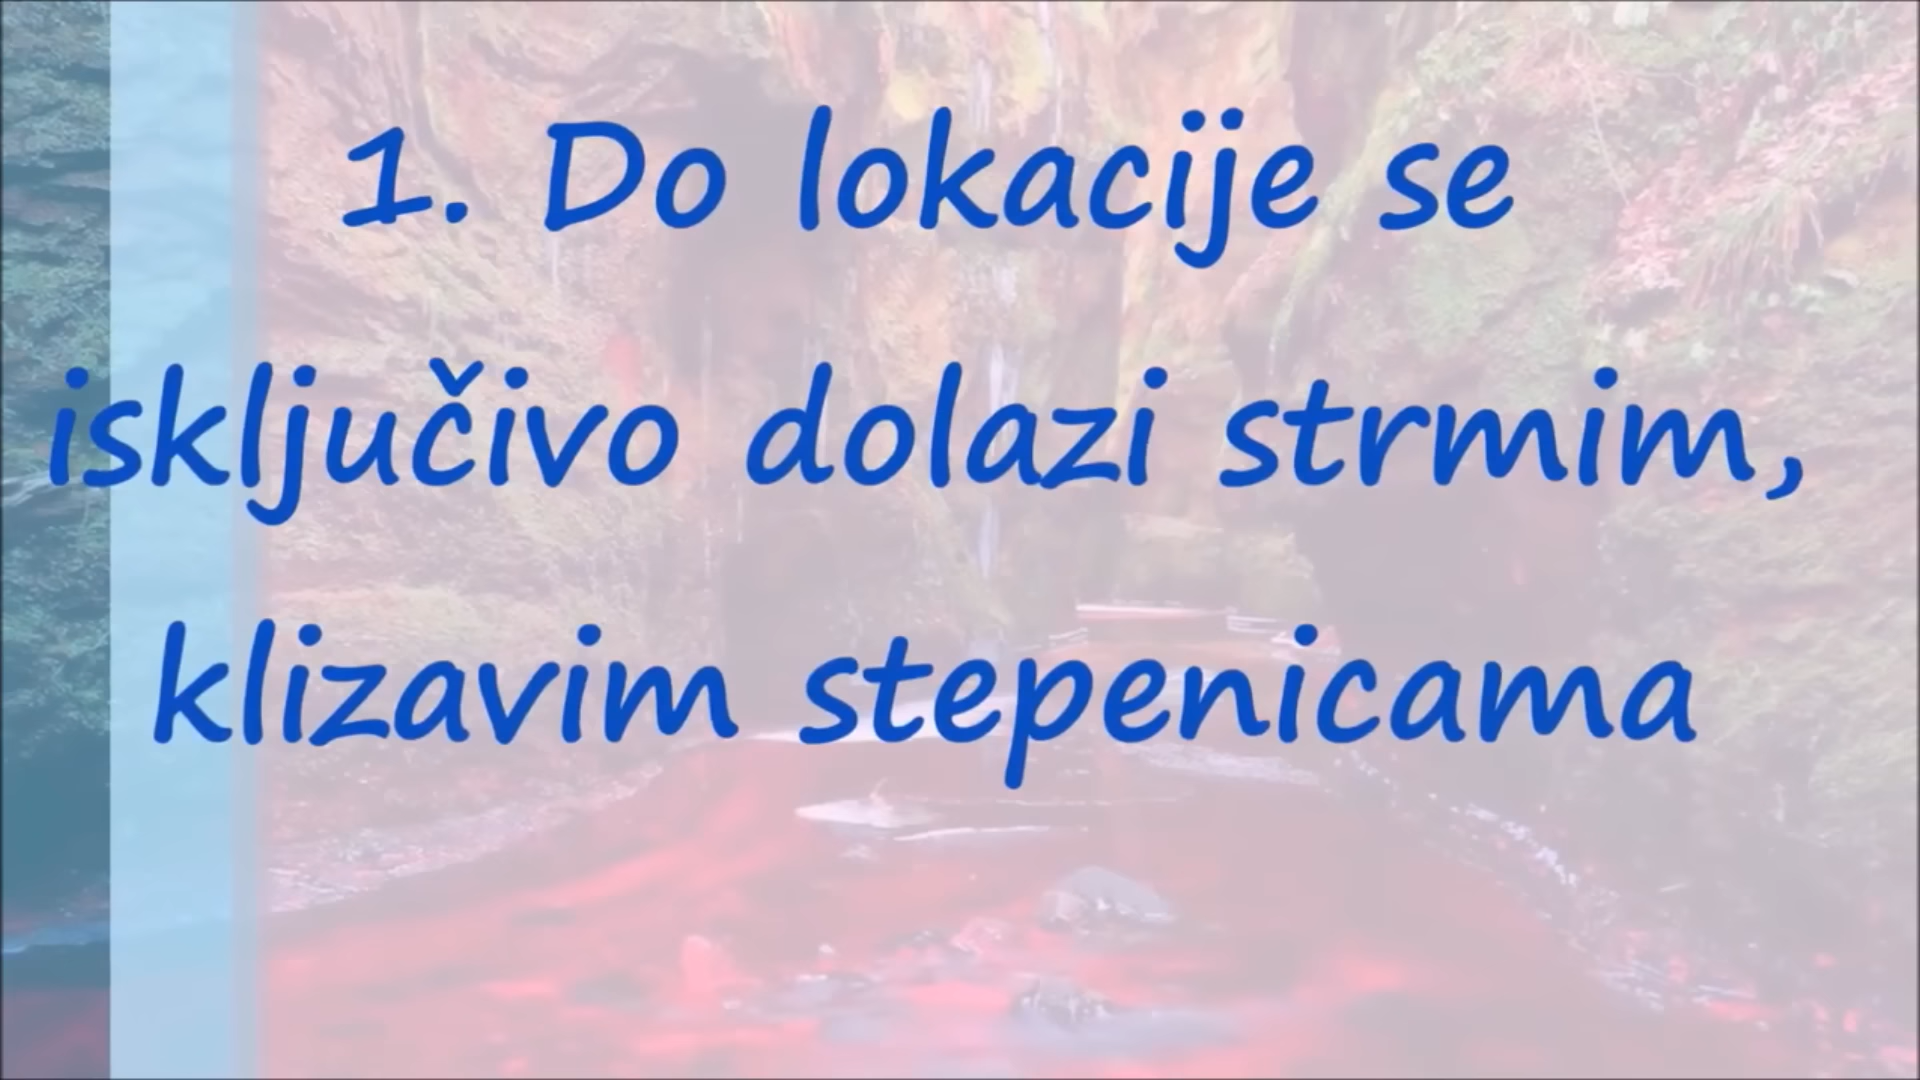 1. Do lokacije se
isključivo dolazi strmim,
klizavim stepenicama